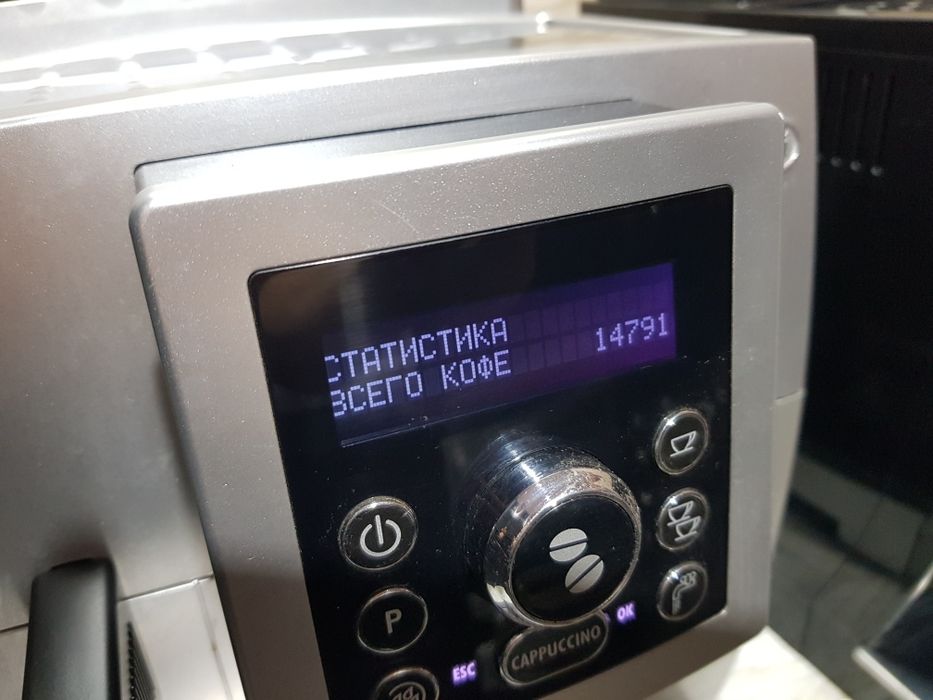 СТАТИСТИКА
ВСЕГО КОФЕ 14791
P
OK
ESC
CAPPUCCINO